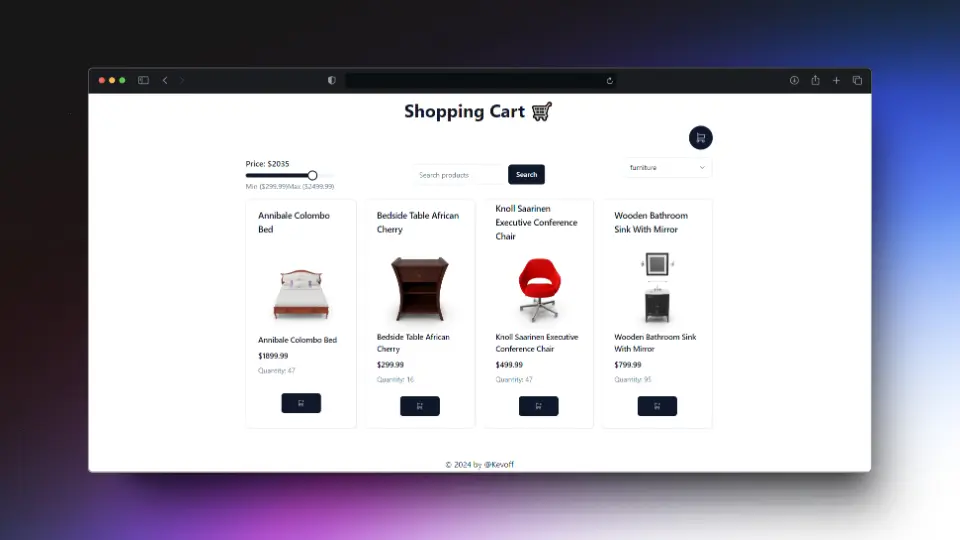 Shopping Cart
Price: $2035
Min ($299.99)Max ($2499.99)
Search products
Search
furniture
Annibale Colombo
Bed
Annibale Colombo Bed
$1899.99
Quantity: 47
Bedside Table African
Cherry
Bedside Table African
Cherry
$299.99
Quantity: 16
Knoll Saarinen
Executive Conference
Chair
Knoll Saarinen Executive
Conference Chair
$499.99
Quantity: 47
Wooden Bathroom
Sink With Mirror
Wooden Bathroom Sink
With Mirror
$799.99
Quantity: 95
© 2024 by @Kevoff